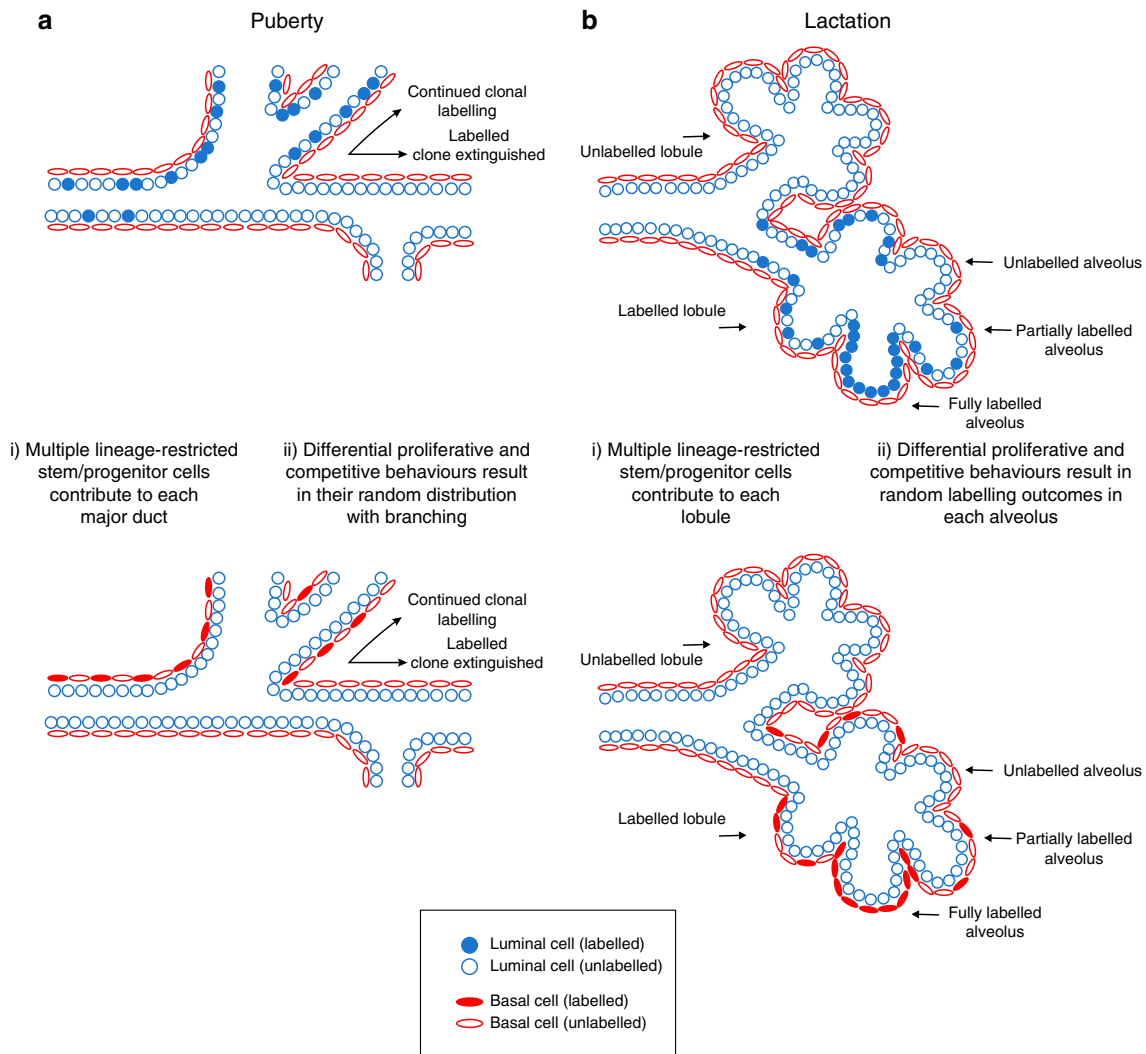 a
Puberty
Continued clonal
labelling
Labelled
clone extinguished
i) Multiple lineage-restricted
stem/progenitor cells
contribute to each
major duct
ii) Differential proliferative and
competitive behaviours result
in their random distribution
with branching
Continued clonal
labelling
Labelled
clone extinguished
b
Lactation
Unlabelled lobule
Labelled lobule
Unlabelled alveolus
Partially labelled
alveolus
Fully labelled
alveolus
i) Multiple lineage-restricted
stem/progenitor cells
contribute to each
lobule
ii) Differential proliferative and
competitive behaviours result in
random labelling outcomes in
each alveolus
Unlabelled lobule
Labelled lobule
Unlabelled alveolus
Partially labelled
alveolus
Fully labelled
alveolus
Luminal cell (labelled)
Luminal cell (unlabelled)
Basal cell (labelled)
Basal cell (unlabelled)